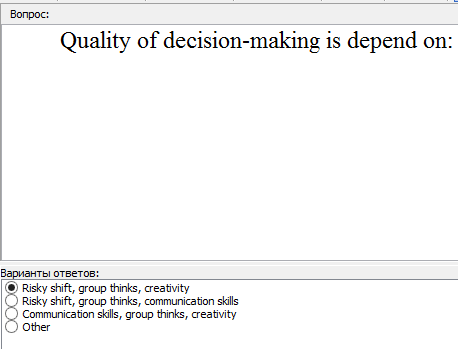 Вопрос:
Quality of decision-making is depend on:
Варианты ответов:
Risky shift, group thinks, creativity
Risky shift, group thinks, communication skills
Communication skills, group thinks, creativity
Other